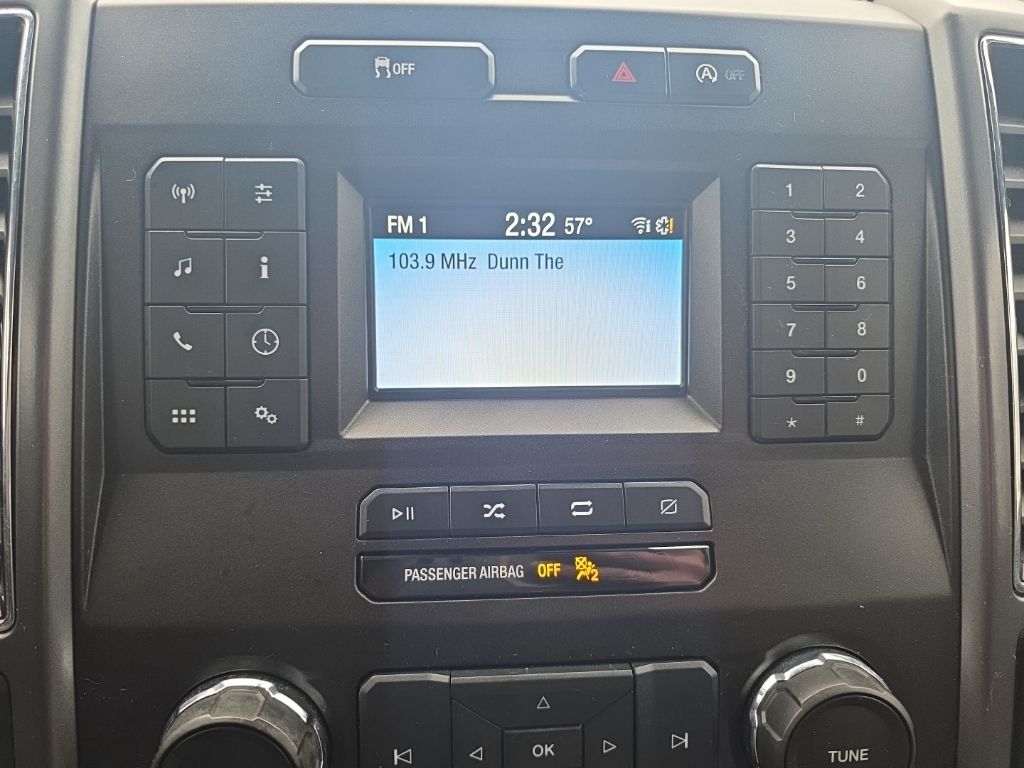 OFF
A OFF
FM 1 2:32 57° i
103.9 MHz Dunn The
i
1 2
3 4
5 6
7 8
9 0
* #
PASSENGER AIRBAG OFF 2
OK
TUNE